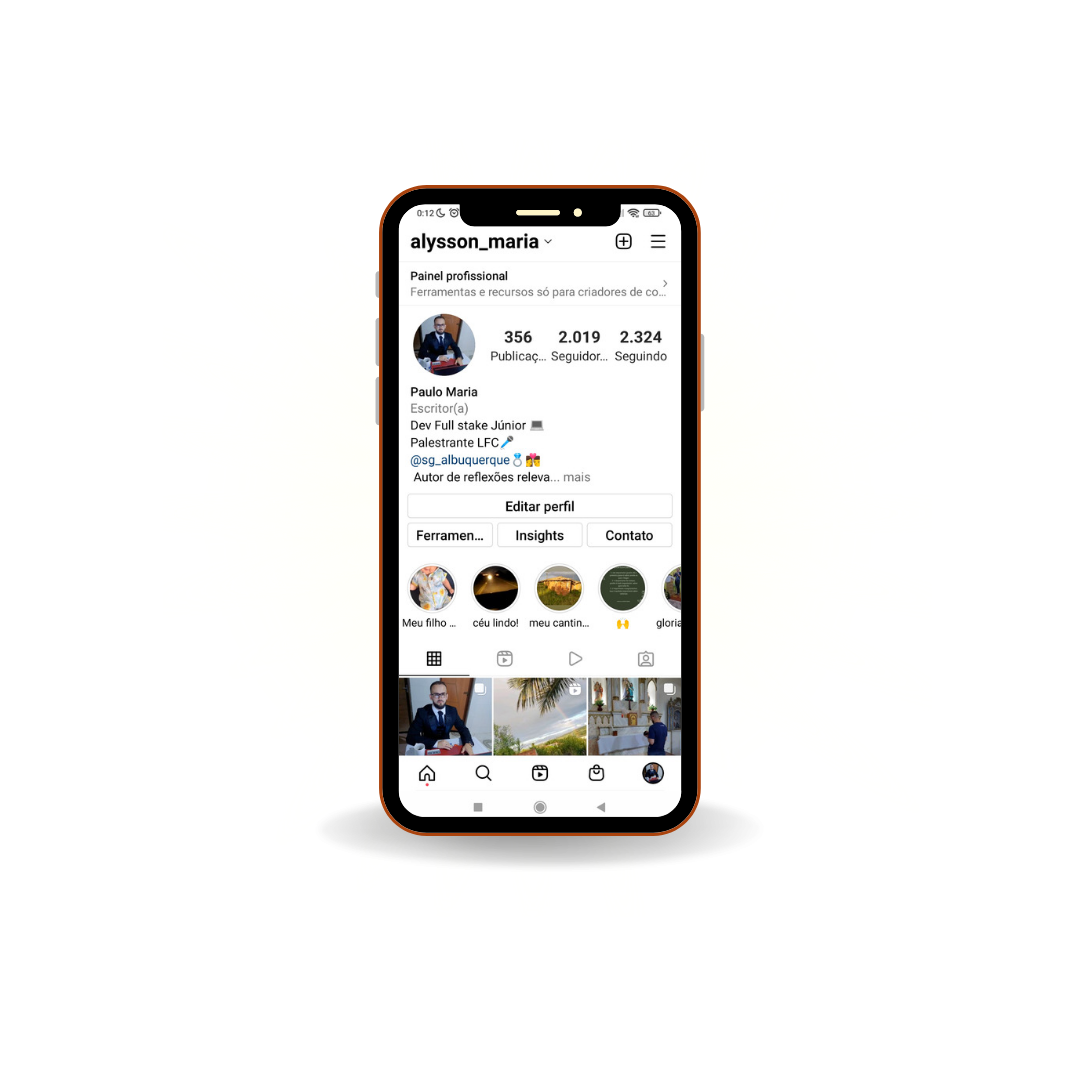 0:12
63
alysson_maria
Painel profissional
Ferramentas e recursos só para criadores de co...
356 2.019 2.324
Publicaç... Seguidor... Seguindo
Paulo Maria
Escritor(a)
Dev Full stake Júnior 💻
Palestrante LFC🎤
@sg_albuquerque💍💏
Autor de reflexões releva... mais
Editar perfil
Ferramen... Insights Contato
Meu filho ... céu lindo! meu cantin... 🙌 gloria